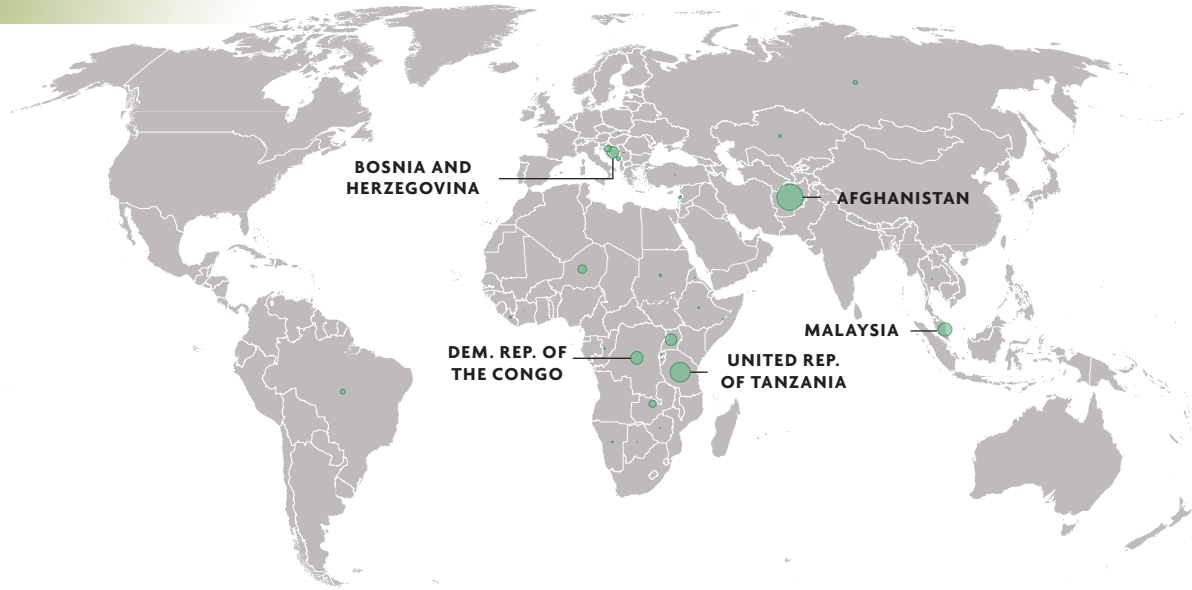 BOSNIA AND
HERZEGOVINA
AFGHANISTAN
MALAYSIA
DEM. REP. OF
THE CONGO
UNITED REP.
OF TANZANIA